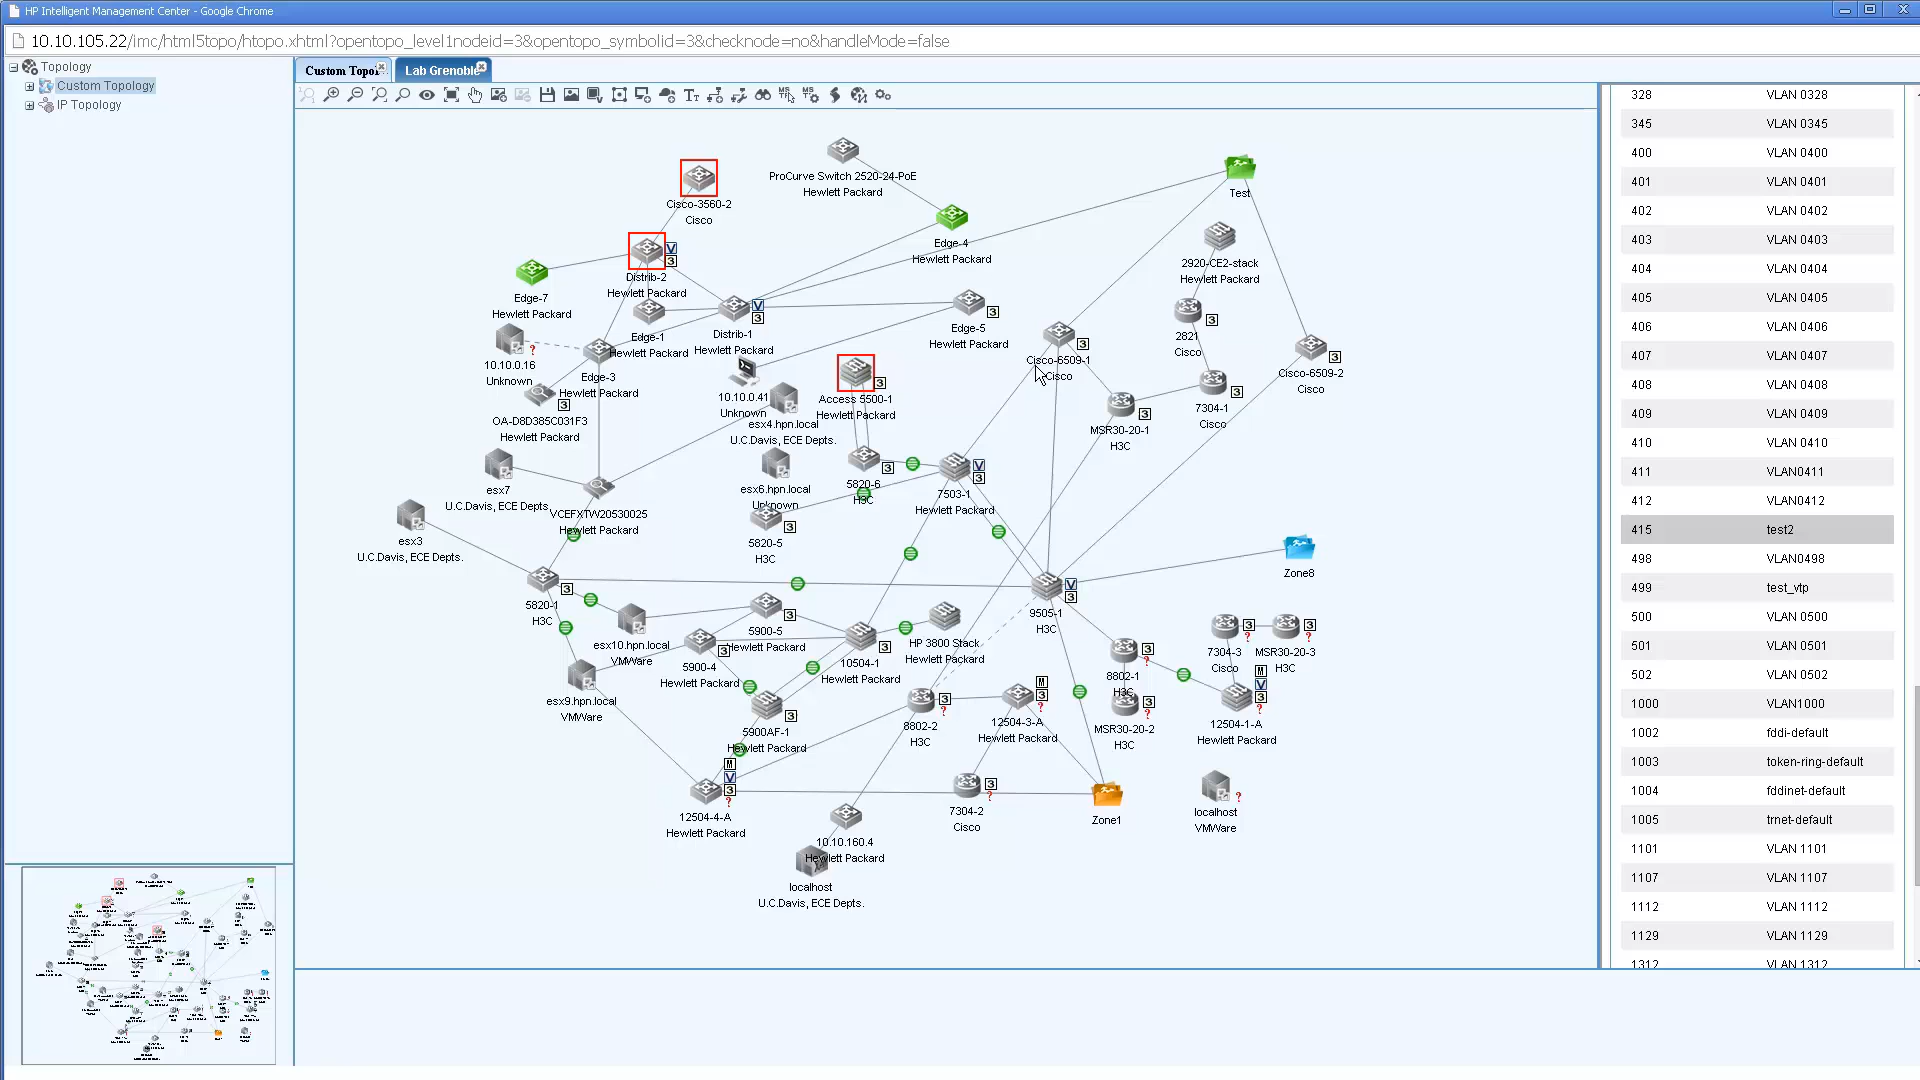 HP Intelligent Management Center - Google Chrome
10.10.105.22/imc/html5topo/htopo.xhtml?opentopo_level1nodeid=3&opentopo_symbolid=3&checknode=no&handleMode=false
Topology
Custom Topology
IP Topology
Custom Topol
Lab Grenoble
ProCurve Switch 2520-24-PoE
Hewlett Packard
Cisco-3560-2
Cisco
Test
Edge-4
Hewlett Packard
2920-CE2-stack
Hewlett Packard
Distrib-2
Hewlett Packard
Edge-7
Hewlett Packard
Edge-1
Hewlett Packard
Distrib-1
Hewlett Packard
Edge-5
Hewlett Packard
2821
Cisco
Cisco-6509-1
Cisco
Cisco-6509-2
Cisco
10.10.0.16
Unknown
Edge-3
Hewlett Packard
10.10.0.41
Unknown
Access 5500-1
Hewlett Packard
7304-1
Cisco
OA-D8D385C031F3
Hewlett Packard
esx4.hpn.local
U.C.Davis, ECE Depts.
MSR30-20-1
H3C
esx7
U.C.Davis, ECE Depts.
esx6.hpn.local
Unknown
5820-6
H3C
7503-1
Hewlett Packard
VCEFXTW20530025
Hewlett Packard
esx3
U.C.Davis, ECE Depts.
5820-5
H3C
Zone8
5820-1
H3C
9505-1
H3C
esx10.hpn.local
VMWare
5900-5
Hewlett Packard
HP 3800 Stack
Hewlett Packard
5900-4
Hewlett Packard
10504-1
Hewlett Packard
7304-3
Cisco
MSR30-20-3
H3C
8802-1
H3C
esx9.hpn.local
VMWare
5900AF-1
Hewlett Packard
8802-2
H3C
12504-3-A
Hewlett Packard
MSR30-20-2
H3C
12504-1-A
Hewlett Packard
12504-4-A
Hewlett Packard
7304-2
Cisco
Zone1
localhost
VMWare
10.10.160.4
Hewlett Packard
localhost
U.C.Davis, ECE Depts.
328 VLAN 0328
345 VLAN 0345
400 VLAN 0400
401 VLAN 0401
402 VLAN 0402
403 VLAN 0403
404 VLAN 0404
405 VLAN 0405
406 VLAN 0406
407 VLAN 0407
408 VLAN 0408
409 VLAN 0409
410 VLAN 0410
411 VLAN0411
412 VLAN0412
415 test2
498 VLAN0498
499 test_vtp
500 VLAN 0500
501 VLAN 0501
502 VLAN 0502
1000 VLAN1000
1002 fddi-default
1003 token-ring-default
1004 fddinet-default
1005 trnet-default
1101 VLAN 1101
1107 VLAN 1107
1112 VLAN 1112
1129 VLAN 1129
1312 VLAN 1312